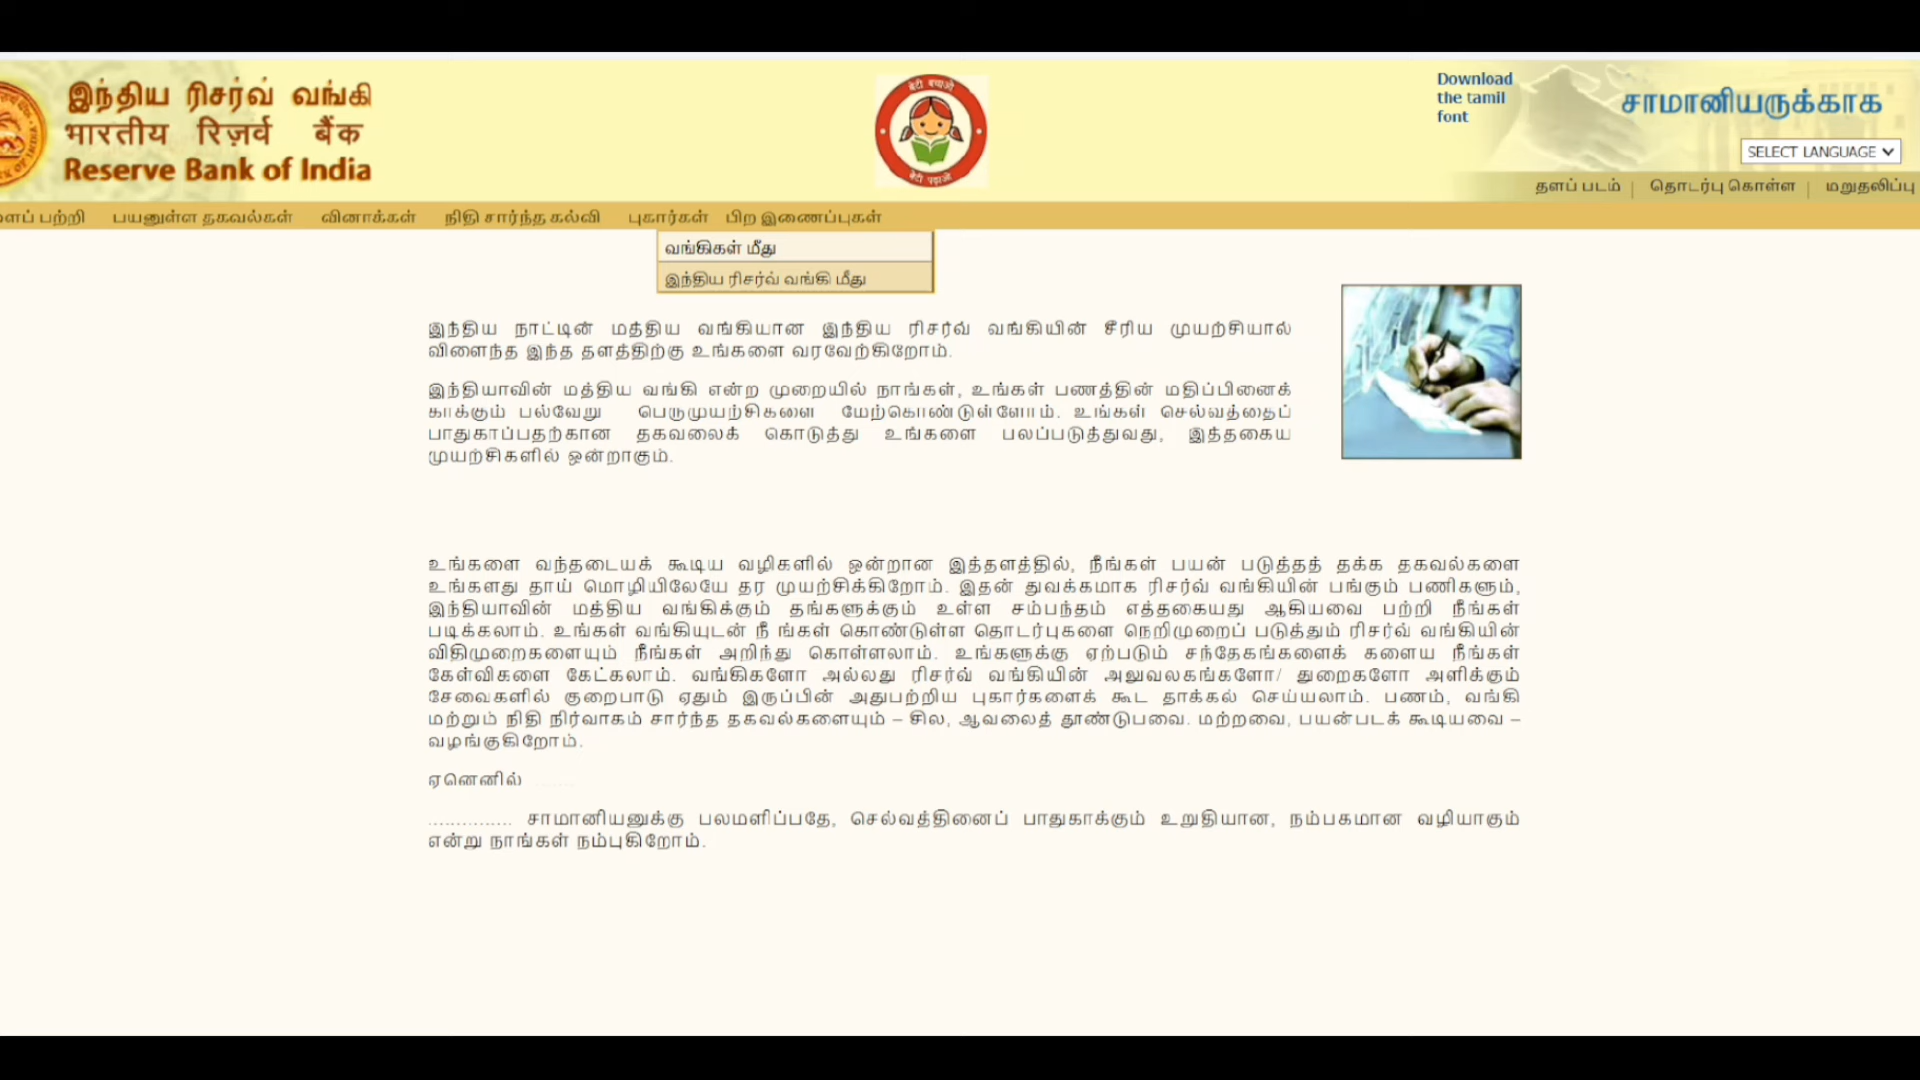 இந்திய ரிசர்வ் வங்கி
भारतीय रिज़र्व बैंक
Reserve Bank of India
बेटी बचाओ
बेटी पढ़ाओ
Download
the tamil
font
சாமானியருக்காக
SELECT LANGUAGE
தளப் படம் | தொடர்பு கொள்ள | மறுதலிப்பு
ளப் பற்றி பயனுள்ள தகவல்கள் வினாக்கள் நிதி சார்ந்த கல்வி புகார்கள் பிற இணைப்புகள்
வங்கிகள் மீது
இந்திய ரிசர்வ் வங்கி மீது
இந்திய நாட்டின் மத்திய வங்கியான இந்திய ரிசர்வ் வங்கியின் சீரிய முயற்சியால்
விளைந்த இந்த தளத்திற்கு உங்களை வரவேற்கிறோம்.
இந்தியாவின் மத்திய வங்கி என்ற முறையில் நாங்கள், உங்கள் பணத்தின் மதிப்பினைக்
காக்கும் பல்வேறு பெருமுயற்சிகளை மேற்கொண்டுள்ளோம். உங்கள் செல்வத்தைப்
பாதுகாப்பதற்கான தகவலைக் கொடுத்து உங்களை பலப்படுத்துவது, இத்தகைய
முயற்சிகளில் ஒன்றாகும்.
உங்களை வந்தடையக் கூடிய வழிகளில் ஒன்றான இத்தளத்தில், நீங்கள் பயன் படுத்தத் தக்க தகவல்களை
உங்களது தாய் மொழியிலேயே தர முயற்சிக்கிறோம். இதன் துவக்கமாக ரிசர்வ் வங்கியின் பங்கும் பணிகளும்,
இந்தியாவின் மத்திய வங்கிக்கும் தங்களுக்கும் உள்ள சம்பந்தம் எத்தகையது ஆகியவை பற்றி நீங்கள்
படிக்கலாம். உங்கள் வங்கியுடன் நீ ங்கள் கொண்டுள்ள தொடர்புகளை நெறிமுறைப் படுத்தும் ரிசர்வ் வங்கியின்
விதிமுறைகளையும் நீங்கள் அறிந்து கொள்ளலாம். உங்களுக்கு ஏற்படும் சந்தேகங்களைக் களைய நீங்கள்
கேள்விகளை கேட்கலாம். வங்கிகளோ அல்லது ரிசர்வ் வங்கியின் அலுவலகங்களோ/ துறைகளோ அளிக்கும்
சேவைகளில் குறைபாடு ஏதும் இருப்பின் அதுபற்றிய புகார்களைக் கூட தாக்கல் செய்யலாம். பணம், வங்கி
மற்றும் நிதி நிர்வாகம் சார்ந்த தகவல்களையும் – சில, ஆவலைத் தூண்டுபவை. மற்றவை, பயன்படக் கூடியவை –
வழங்குகிறோம்.
ஏனெனில் .......
.............. சாமானியனுக்கு பலமளிப்பதே, செல்வத்தினைப் பாதுகாக்கும் உறுதியான, நம்பகமான வழியாகும்
என்று நாங்கள் நம்புகிறோம்.